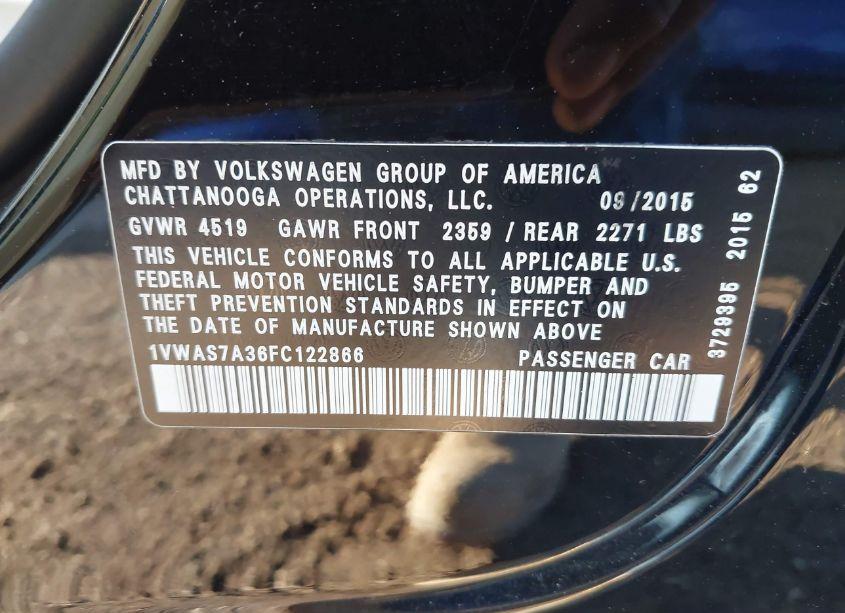 MFD BY VOLKSWAGEN GROUP OF AMERICA
CHATTANOOGA OPERATIONS, LLC. 09/2015
GVWR 4519 GAWR FRONT 2359 / REAR 2271 LBS
THIS VEHICLE CONFORMS TO ALL APPLICABLE U.S.
FEDERAL MOTOR VEHICLE SAFETY, BUMPER AND
THEFT PREVENTION STANDARDS IN EFFECT ON
THE DATE OF MANUFACTURE SHOWN ABOVE
1VWAS7A36FC122866 PASSENGER CAR
3729395 2015 62